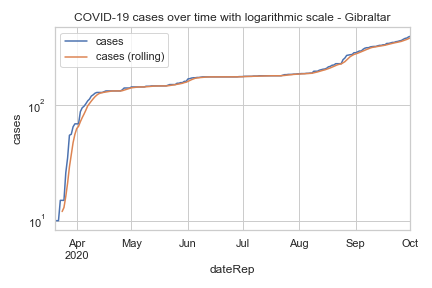 COVID-19 cases over time with logarithmic scale - Gibraltar
cases
cases (rolling)
10²
10¹
cases
Apr May Jun Jul Aug Sep Oct
2020
dateRep